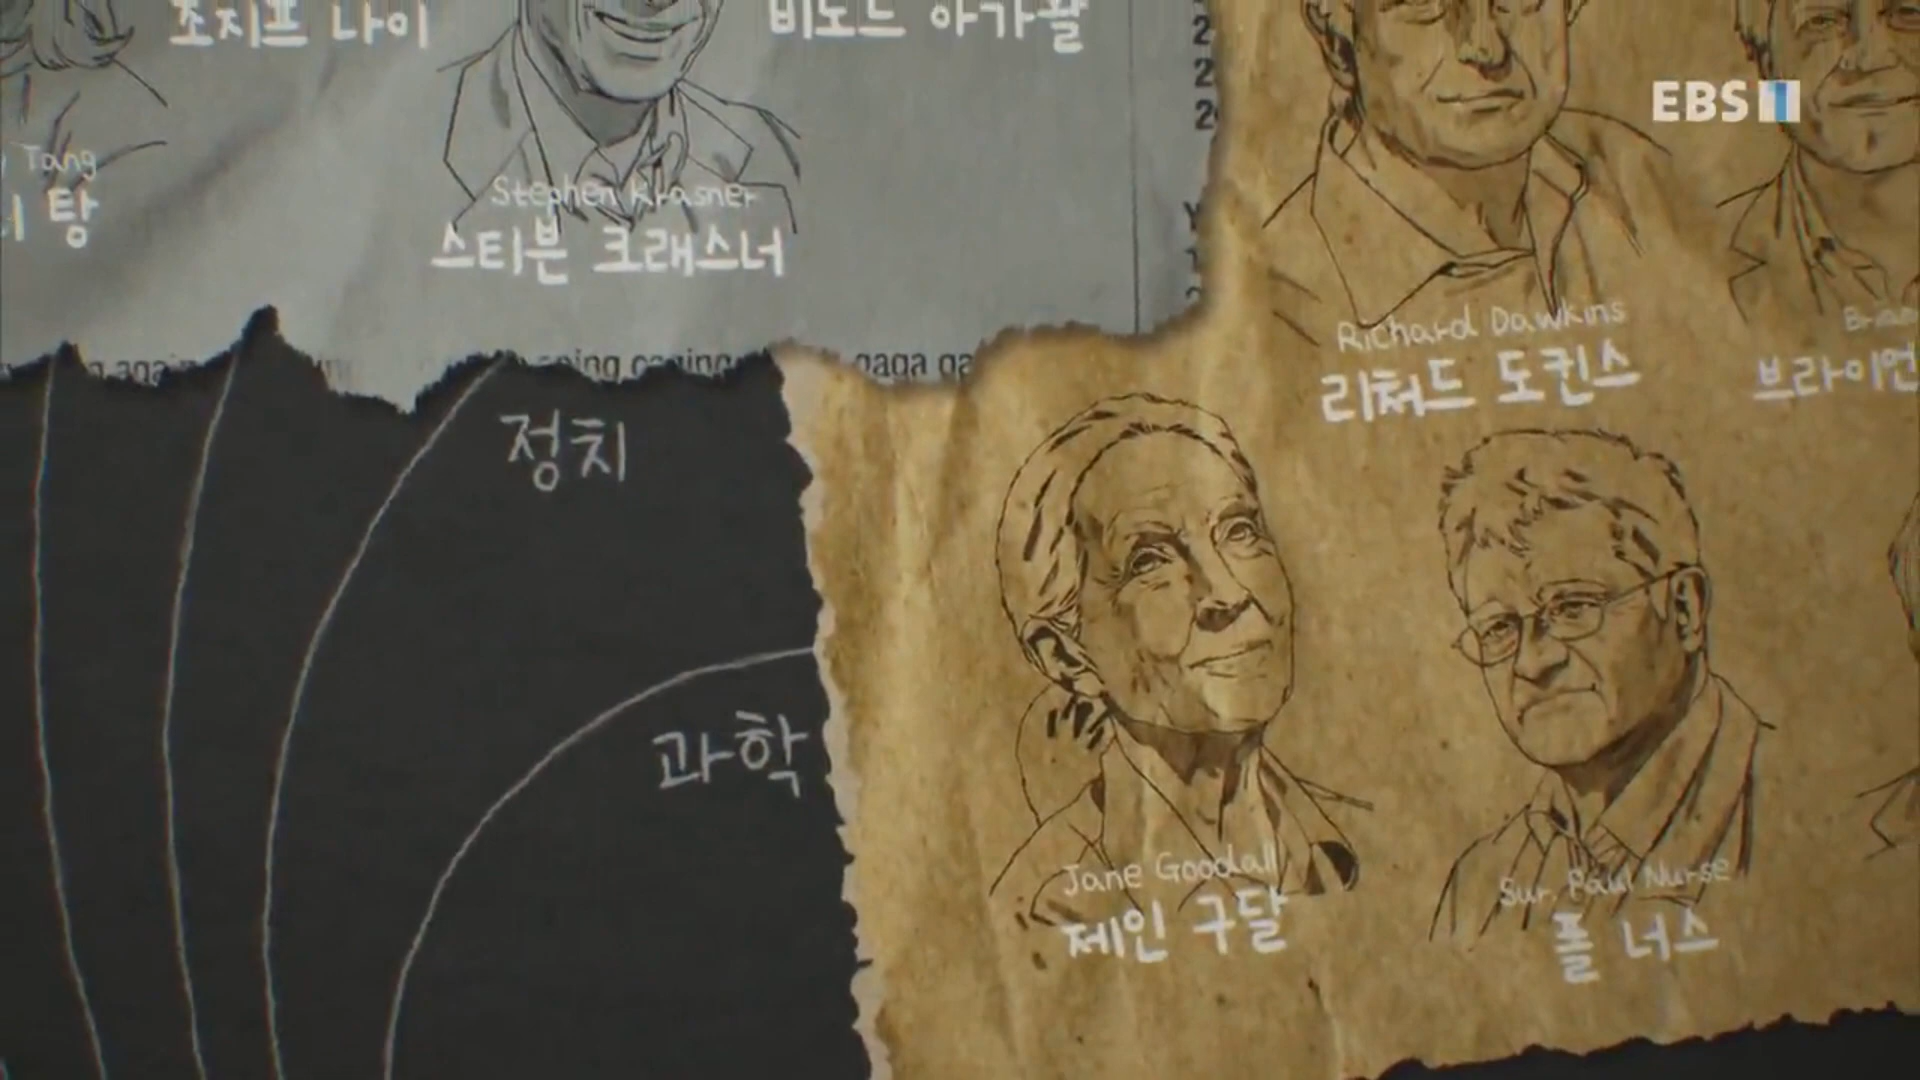 조지프 나이
비노드 아가왈
Tang
탕
Stephen Krasner
스티븐 크래스너
EBS 1
Richard Dawkins
리처드 도킨스
브라이언
정치
과학
Jane Goodall
제인 구달
Sur. Paul Nurse
폴 너스